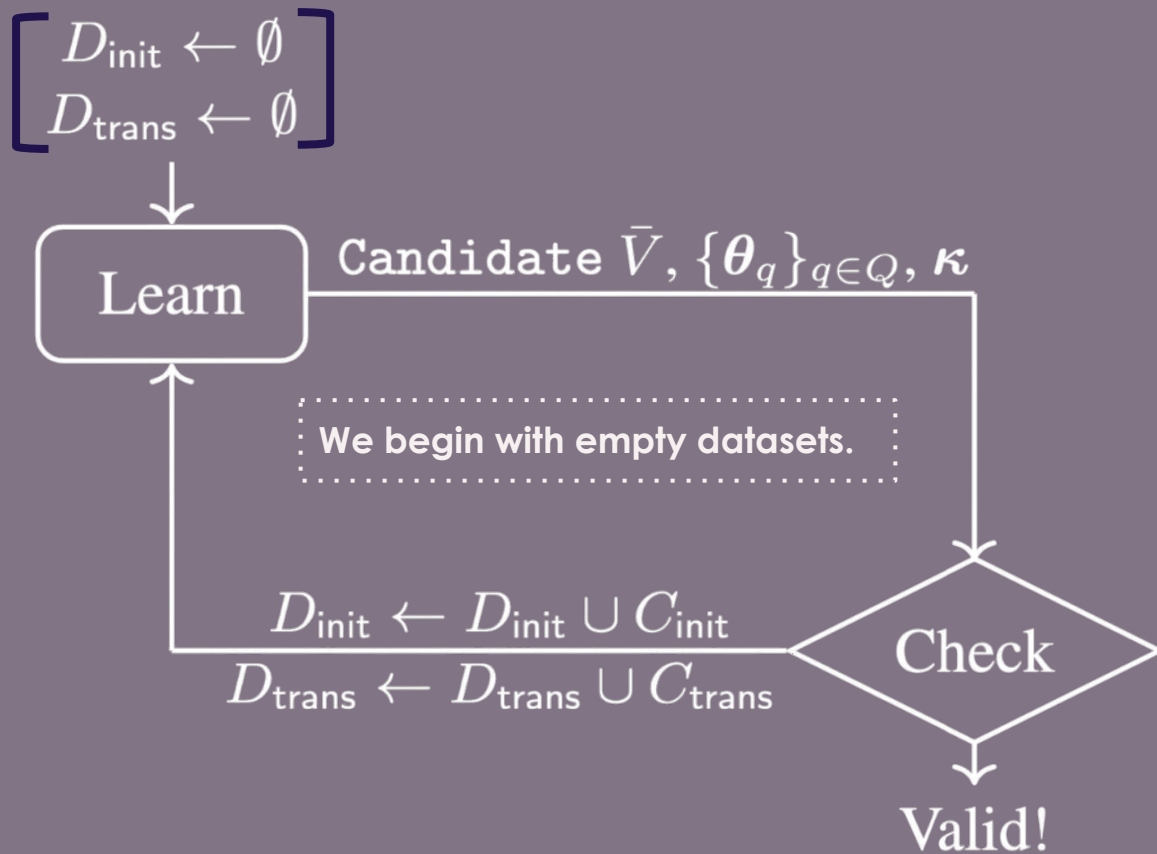 D_init ← ∅
D_trans ← ∅
Learn
Candidate V̄, {θ_q}_{q∈Q}, κ
We begin with empty datasets.
D_init ← D_init ∪ C_init
D_trans ← D_trans ∪ C_trans
Check
Valid!